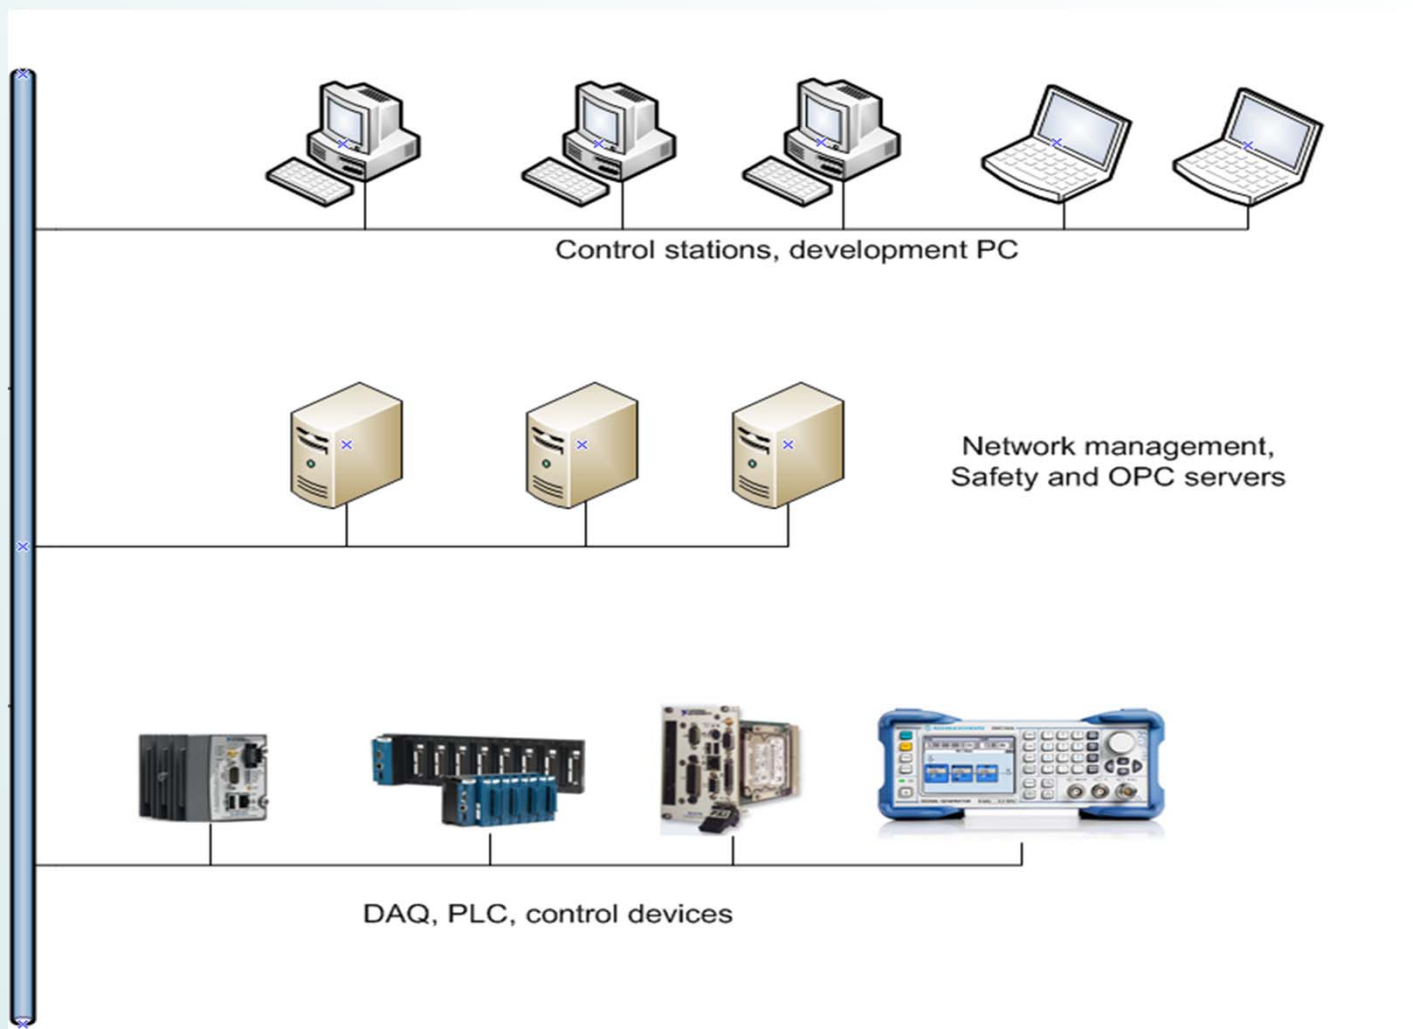 Control stations, development PC
Network management,
Safety and OPC servers
DAQ, PLC, control devices